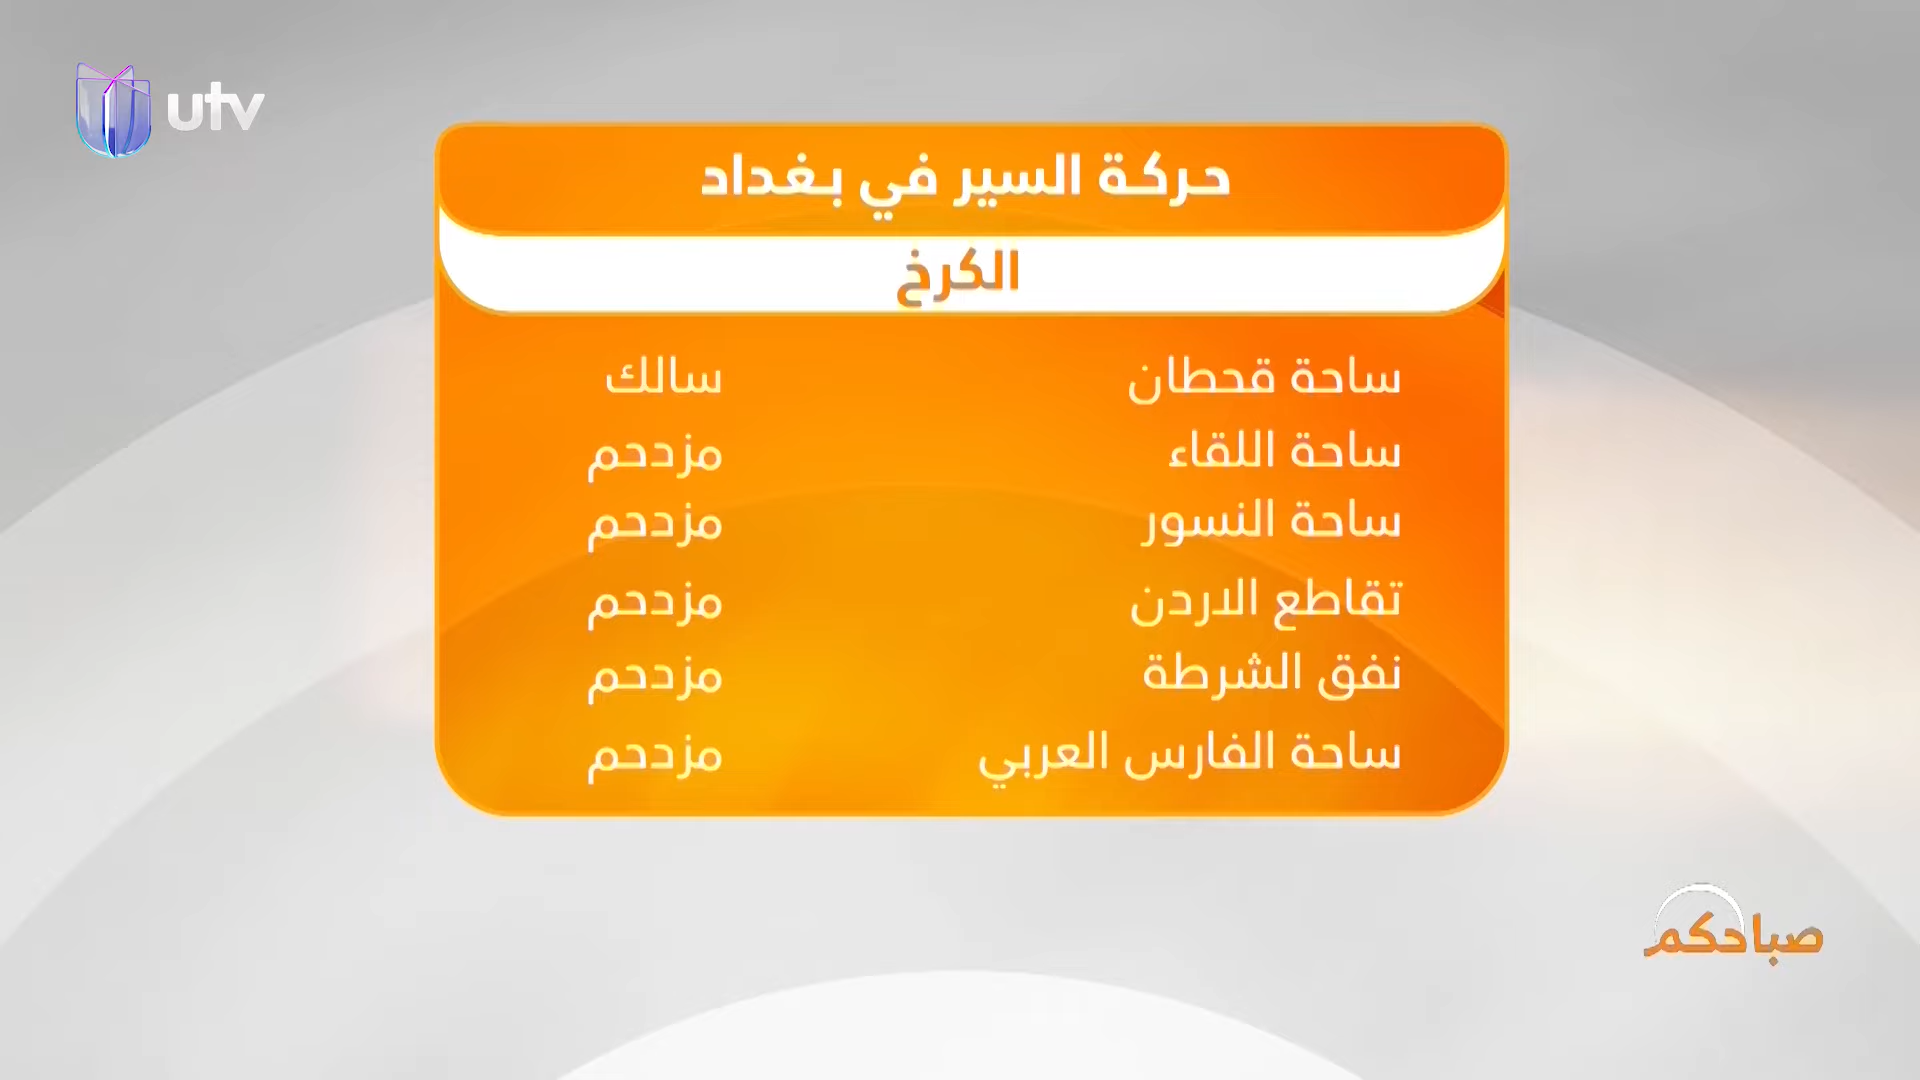 utv
حركة السير في بغداد
الكرخ
ساحة قحطان سالك
ساحة اللقاء مزدحم
ساحة النسور مزدحم
تقاطع الاردن مزدحم
نفق الشرطة مزدحم
ساحة الفارس العربي مزدحم
صباحكم